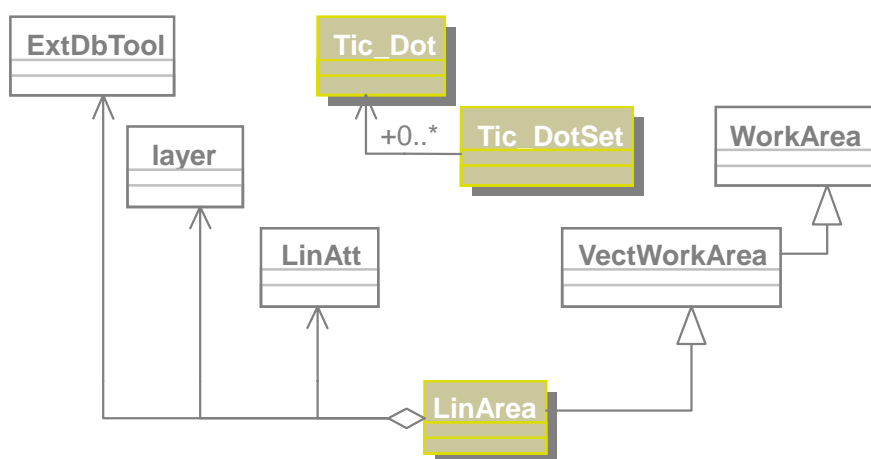 ExtDbTool
Tic_Dot
+0..*
Tic_DotSet
WorkArea
layer
LinAtt
VectWorkArea
LinArea